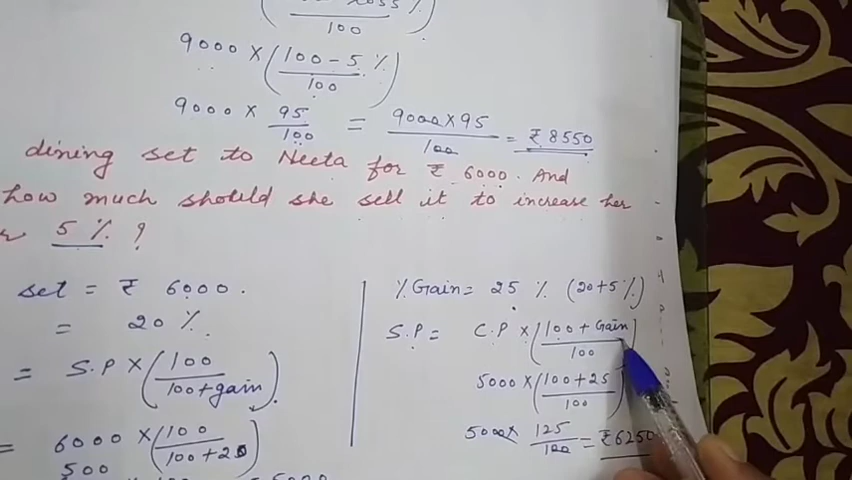 100
9000 × (100 - 5 % / 100)
9000 × 95/100 = 9000×95/100 = ₹ 8550
dining set to Neeta for ₹ 6000. And
how much should she sell it to increase her
5 % ?
set = ₹ 6000.
= 20 %.
= S.P × (100 / 100+gain)
= 6000 × (100 / 100+20)
500
% Gain = 25 % (20+5%)
S.P = C.P × (100 + Gain / 100)
5000 × (100+25 / 100)
5000 × 125/100 = ₹6250